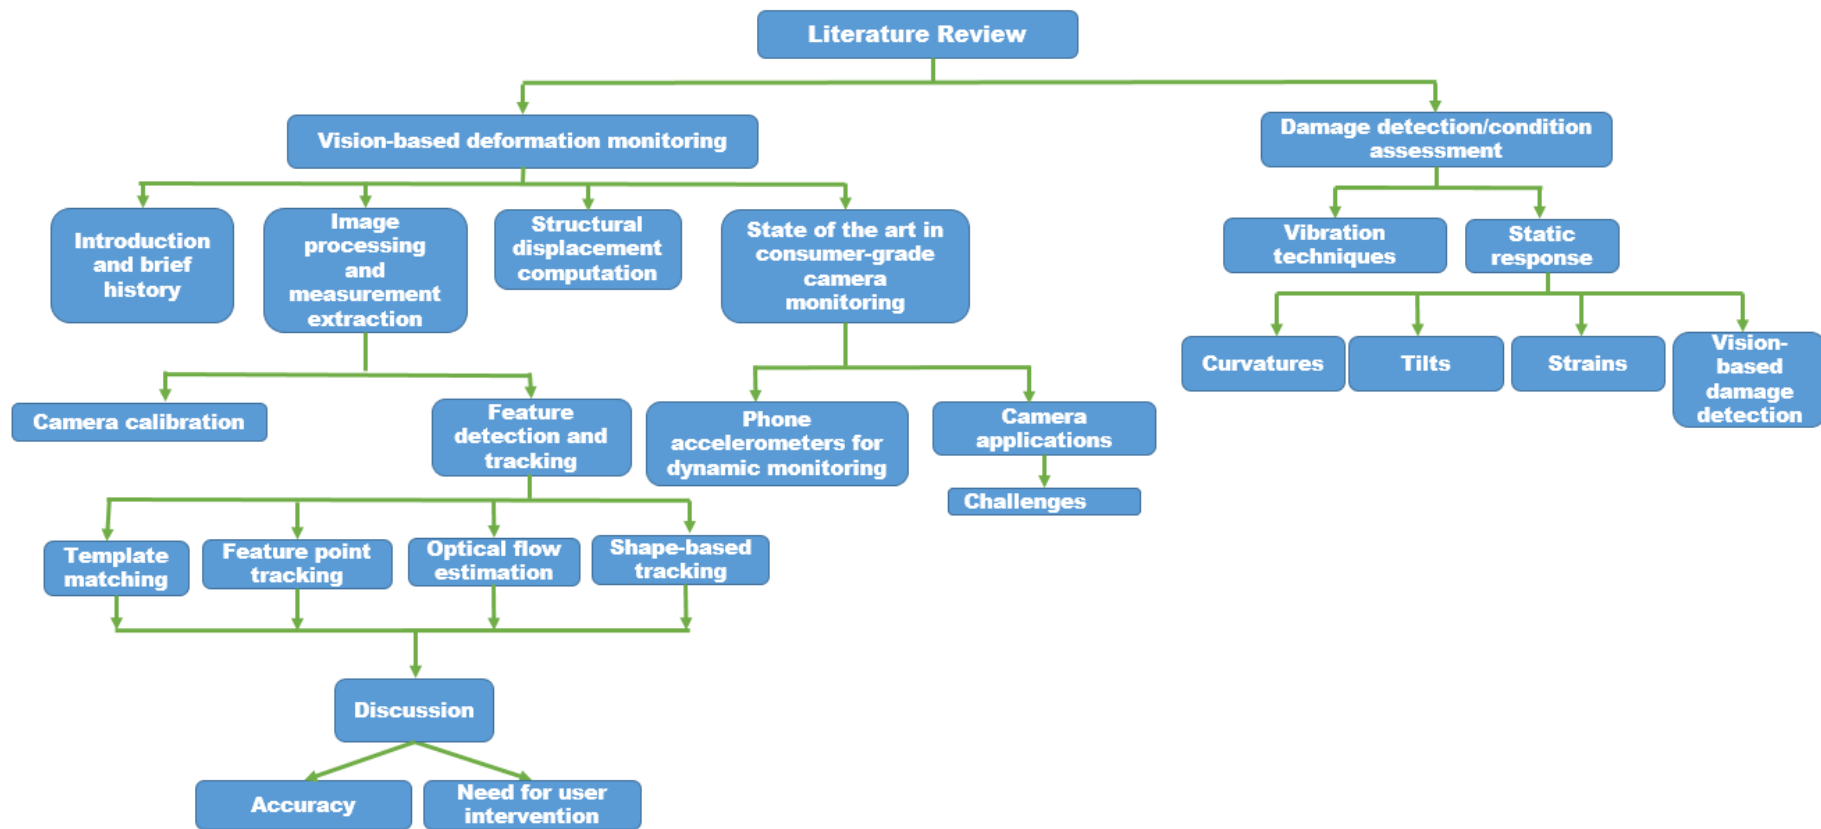 Literature Review
Vision-based deformation monitoring
Damage detection/condition
assessment
Introduction
and brief
history
Image
processing
and
measurement
extraction
Structural
displacement
computation
State of the art in
consumer-grade
camera
monitoring
Vibration
techniques
Static
response
Curvatures
Tilts
Strains
Vision-
based
damage
detection
Camera calibration
Feature
detection and
tracking
Phone
accelerometers for
dynamic monitoring
Camera
applications
Challenges
Template
matching
Feature point
tracking
Optical flow
estimation
Shape-based
tracking
Discussion
Accuracy
Need for user
intervention